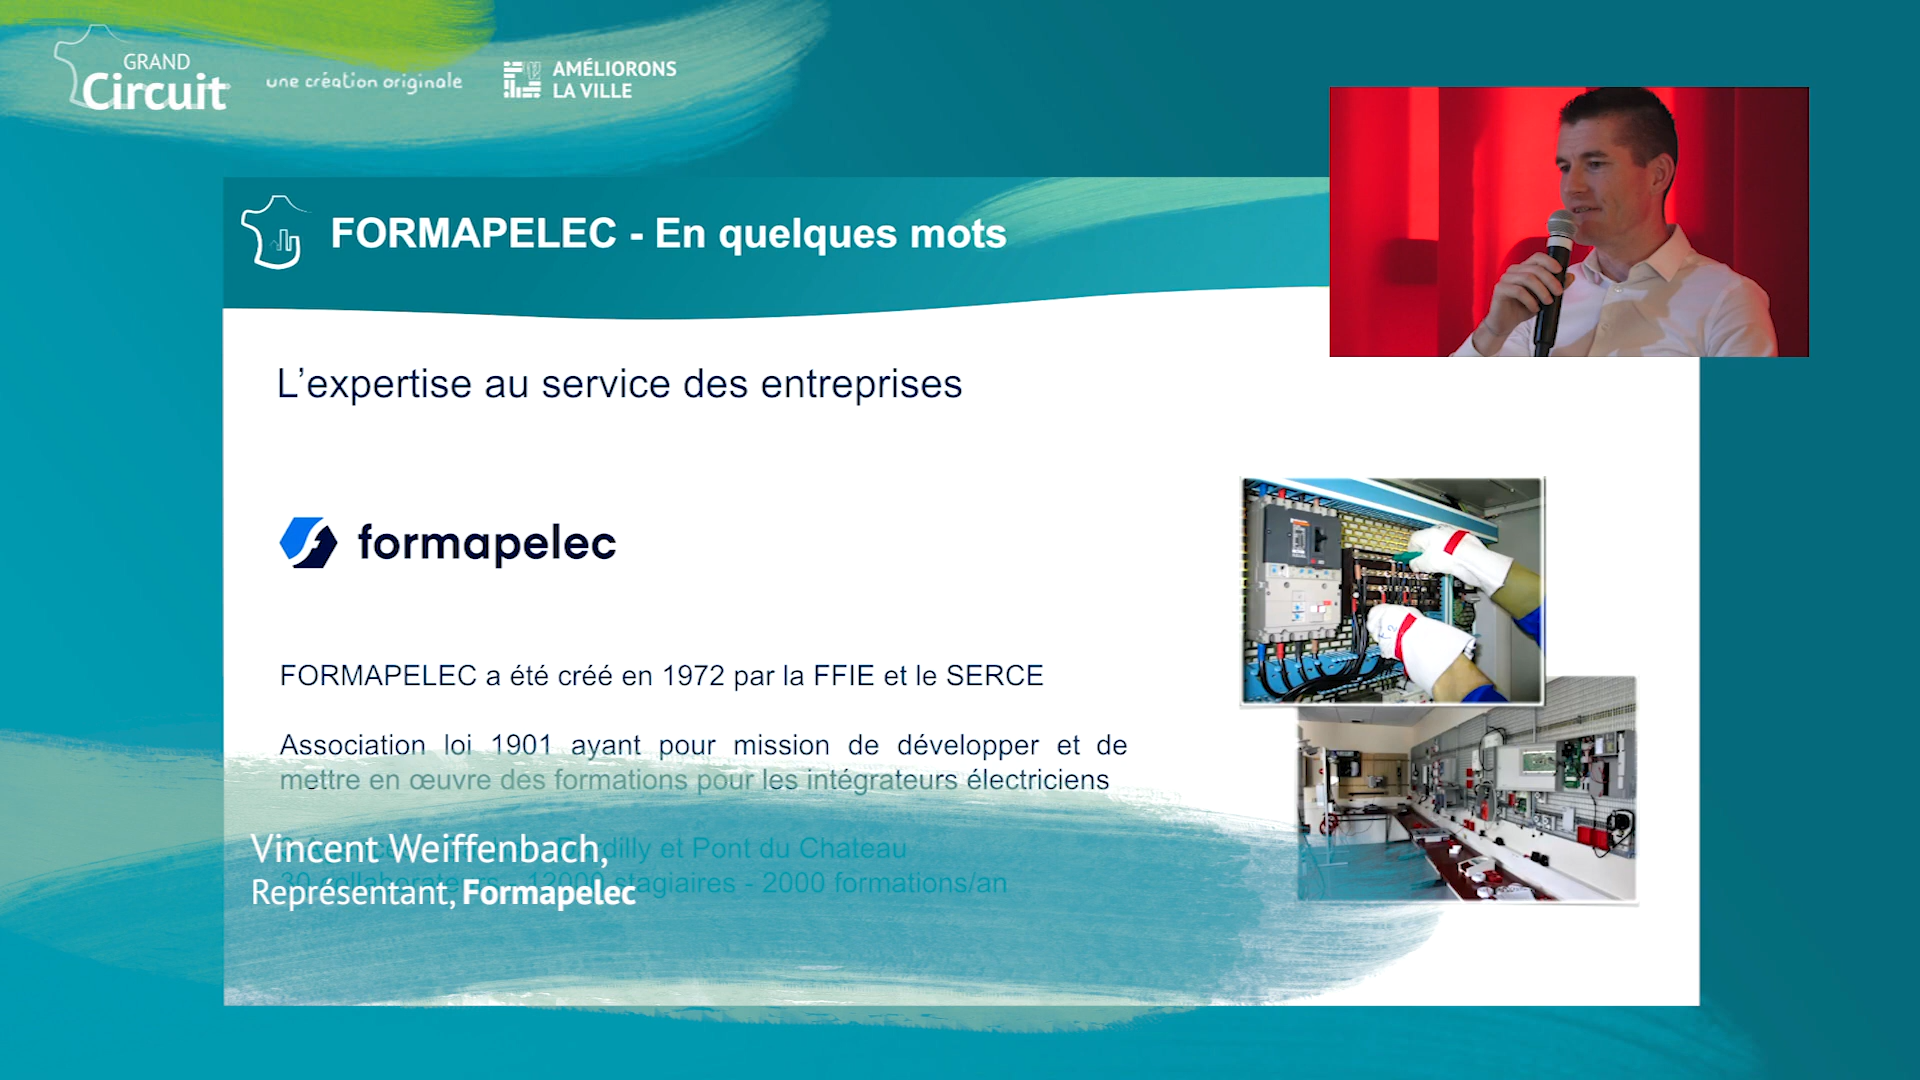 GRAND
Circuit
une création originale
AMÉLIORONS
LA VILLE
FORMAPELEC - En quelques mots
L’expertise au service des entreprises
formapelec
FORMAPELEC a été créé en 1972 par la FFIE et le SERCE
Association loi 1901 ayant pour mission de développer et de
mettre en œuvre des formations pour les intégrateurs électriciens
et Pont du Chateau
30 collaborateurs - 12000 stagiaires - 2000 formations/an
Vincent Weiffenbach,
Représentant, Formapelec